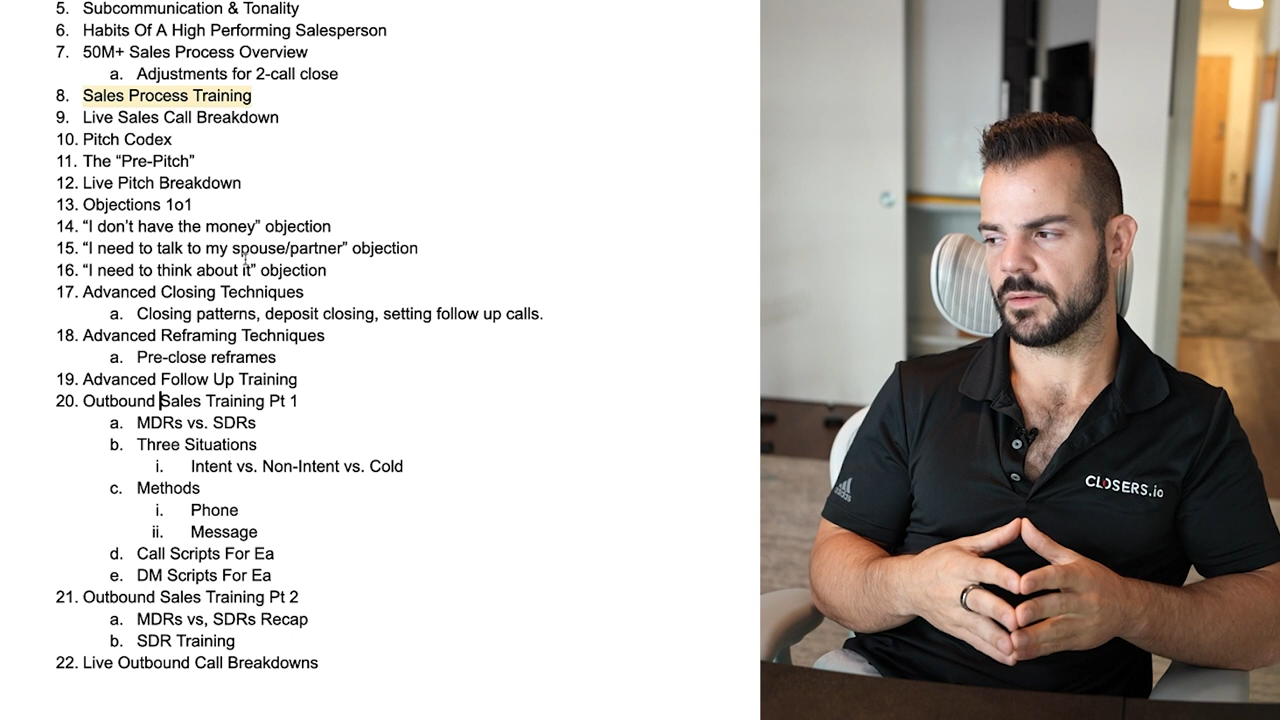 5. Subcommunication & Tonality
6. Habits Of A High Performing Salesperson
7. 50M+ Sales Process Overview
a. Adjustments for 2-call close
8. Sales Process Training
9. Live Sales Call Breakdown
10. Pitch Codex
11. The “Pre-Pitch”
12. Live Pitch Breakdown
13. Objections 1o1
14. “I don’t have the money” objection
15. “I need to talk to my spouse/partner” objection
16. “I need to think about it” objection
17. Advanced Closing Techniques
a. Closing patterns, deposit closing, setting follow up calls.
18. Advanced Reframing Techniques
a. Pre-close reframes
19. Advanced Follow Up Training
20. Outbound Sales Training Pt 1
a. MDRs vs. SDRs
b. Three Situations
i. Intent vs. Non-Intent vs. Cold
c. Methods
i. Phone
ii. Message
d. Call Scripts For Ea
e. DM Scripts For Ea
21. Outbound Sales Training Pt 2
a. MDRs vs, SDRs Recap
b. SDR Training
22. Live Outbound Call Breakdowns
CLOSERS.io
adidas